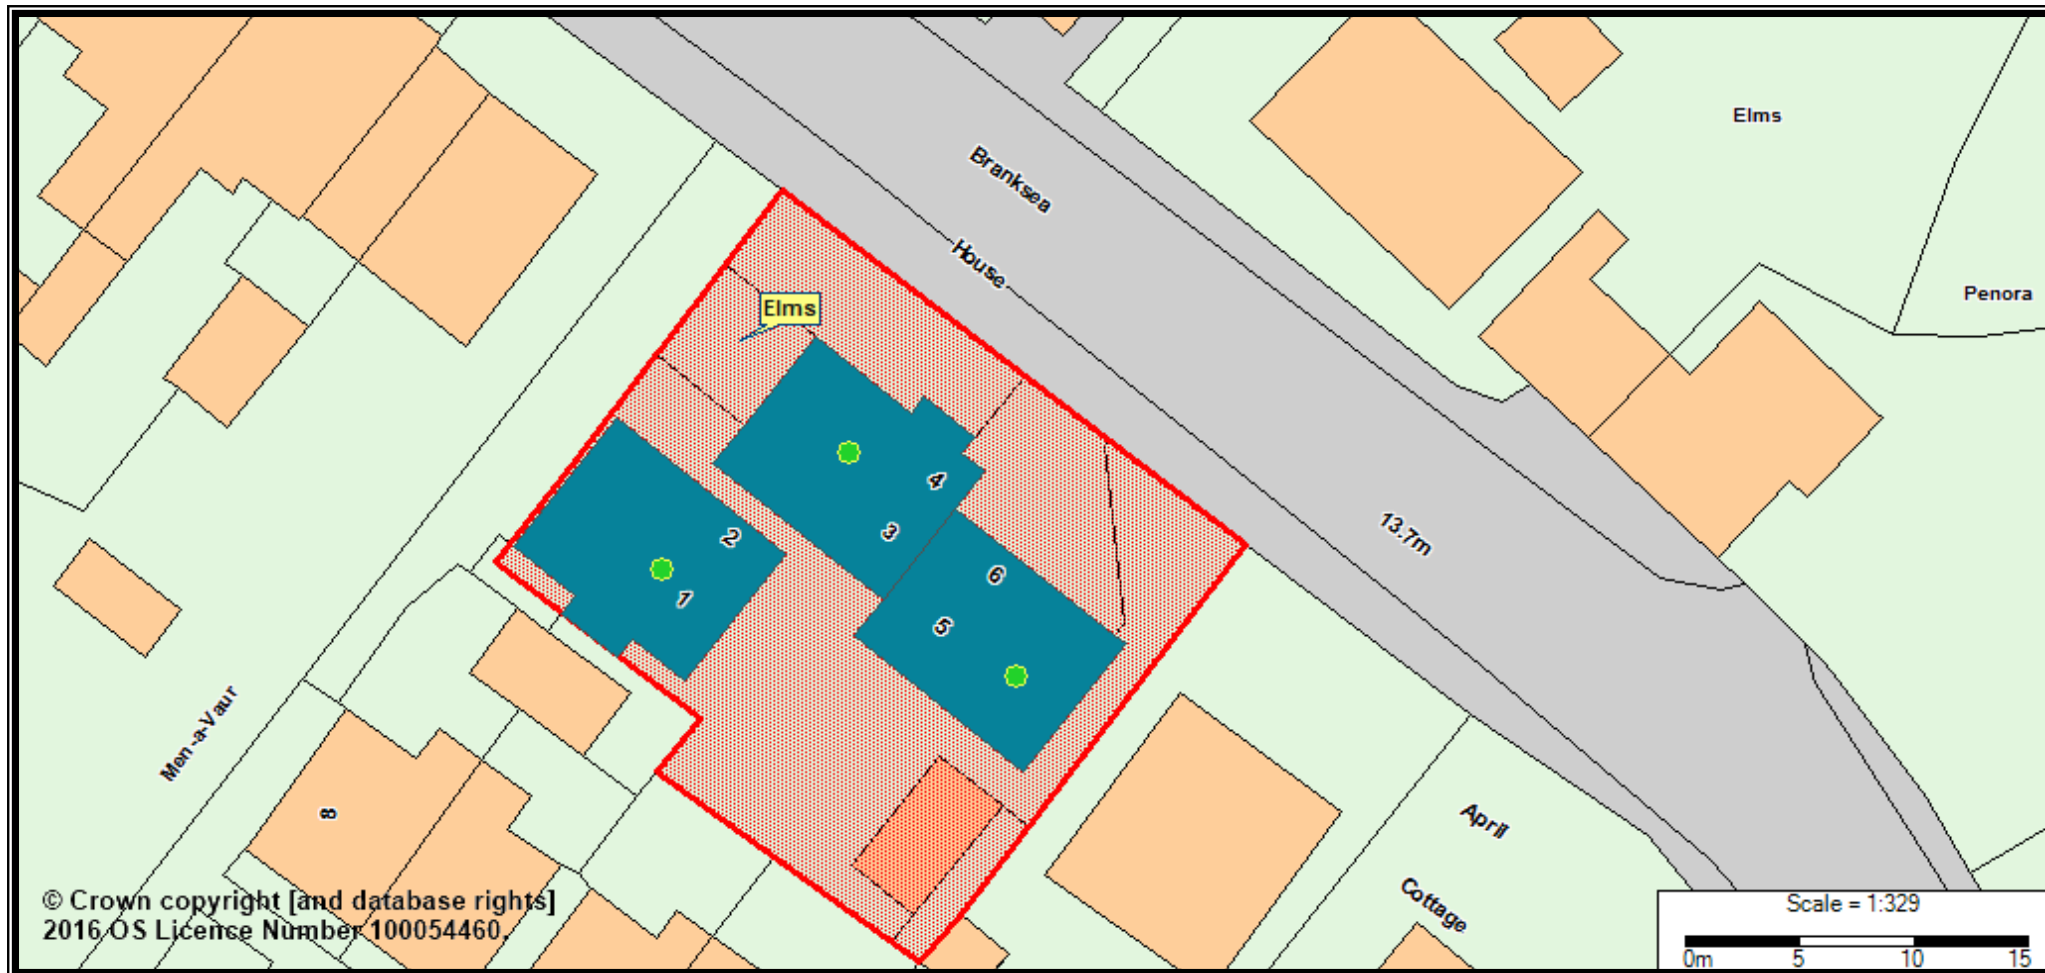 Elms
Branksea
House
Penora
Elms
4
2
3
6
13.7m
1
5
Men-a-Vaur
8
April
Cottage
© Crown copyright [and database rights]
2016 OS Licence Number 100054460.
Scale = 1:329
0m 5 10 15